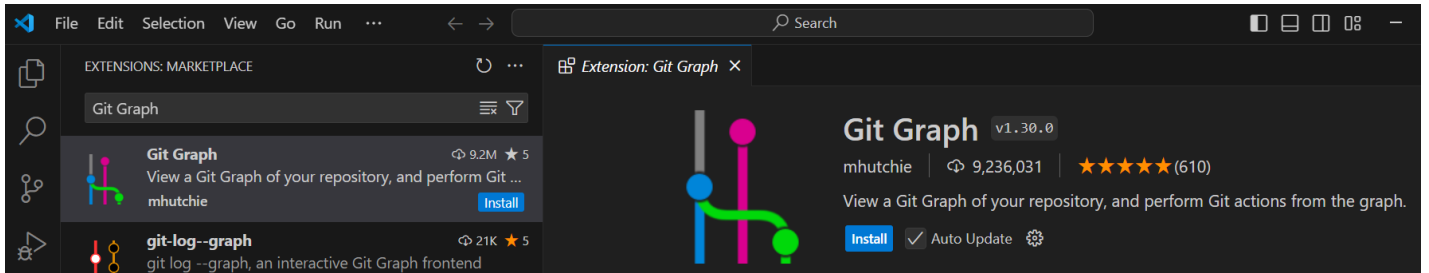 File Edit Selection View Go Run ··· Search
EXTENSIONS: MARKETPLACE
Git Graph
Git Graph 9.2M ★ 5
View a Git Graph of your repository, and perform Git ...
mhutchie Install
git-log--graph 21K ★ 5
git log --graph, an interactive Git Graph frontend
Extension: Git Graph
Git Graph v1.30.0
mhutchie 9,236,031 ★★★★★(610)
View a Git Graph of your repository, and perform Git actions from the graph.
Install Auto Update